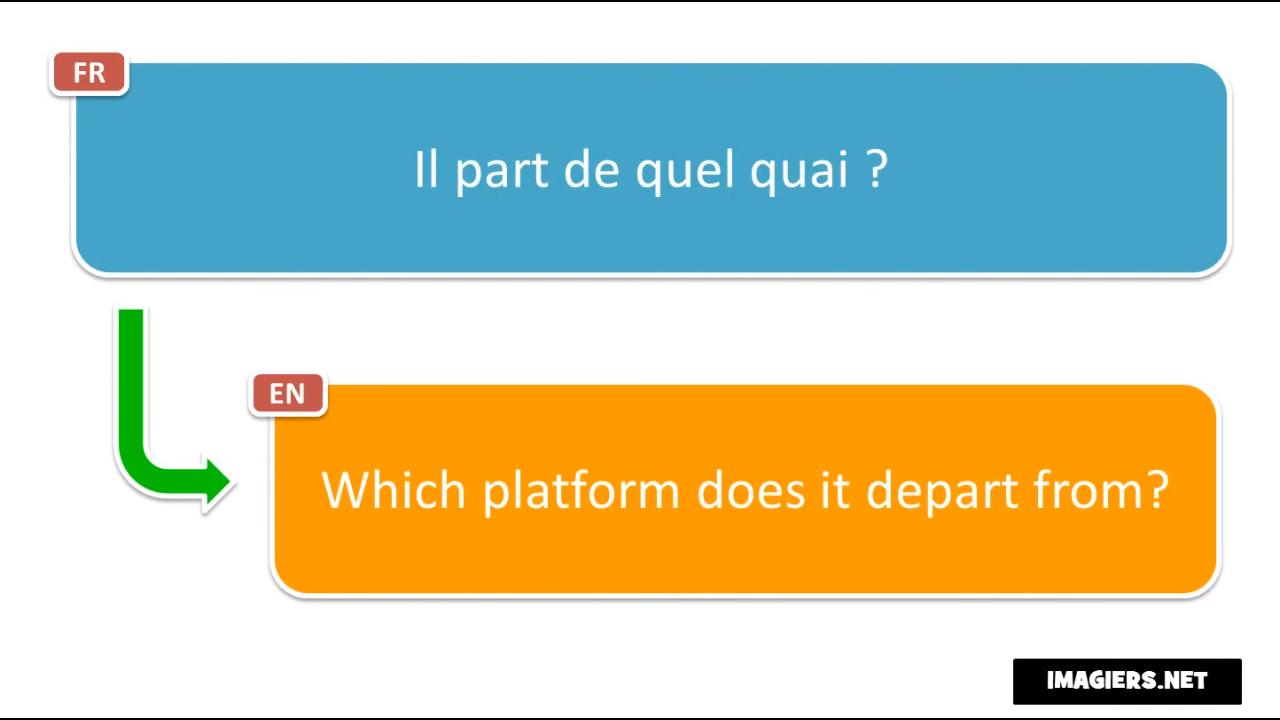 FR
Il part de quel quai ?
EN
Which platform does it depart from?
IMAGIERS.NET